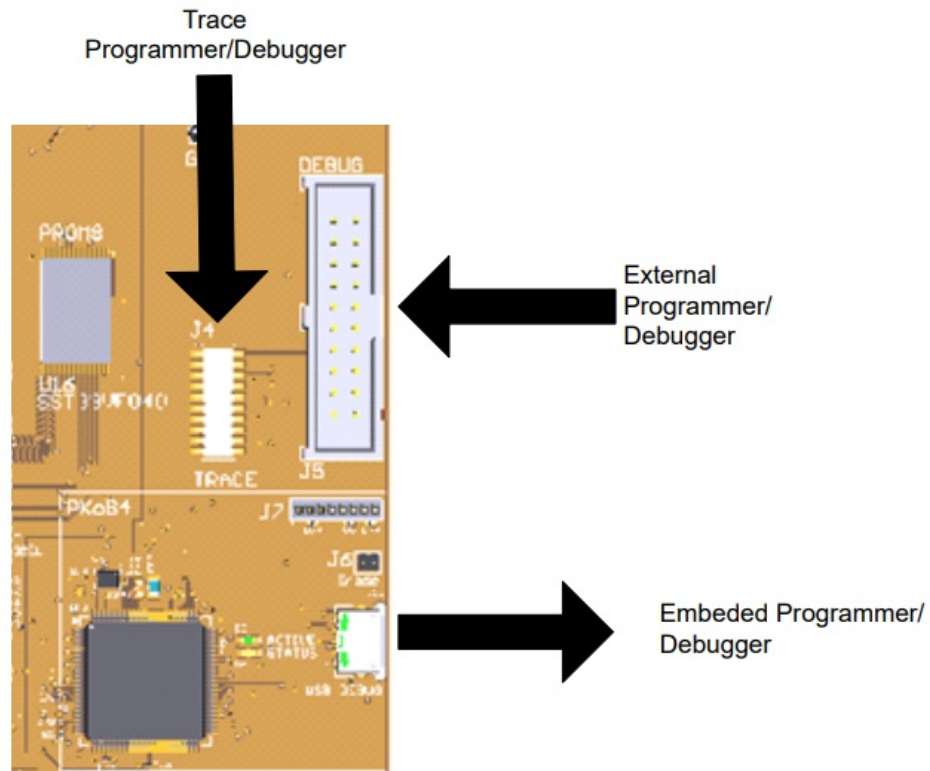 Trace
Programmer/Debugger
DEBUG
PROM8
External
Programmer/
Debugger
J4
U16
TRACE
J5
PKoB4
J7
J6
Erase
Embeded Programmer/
Debugger
ACTIVE
STATUS
USB DEBUG